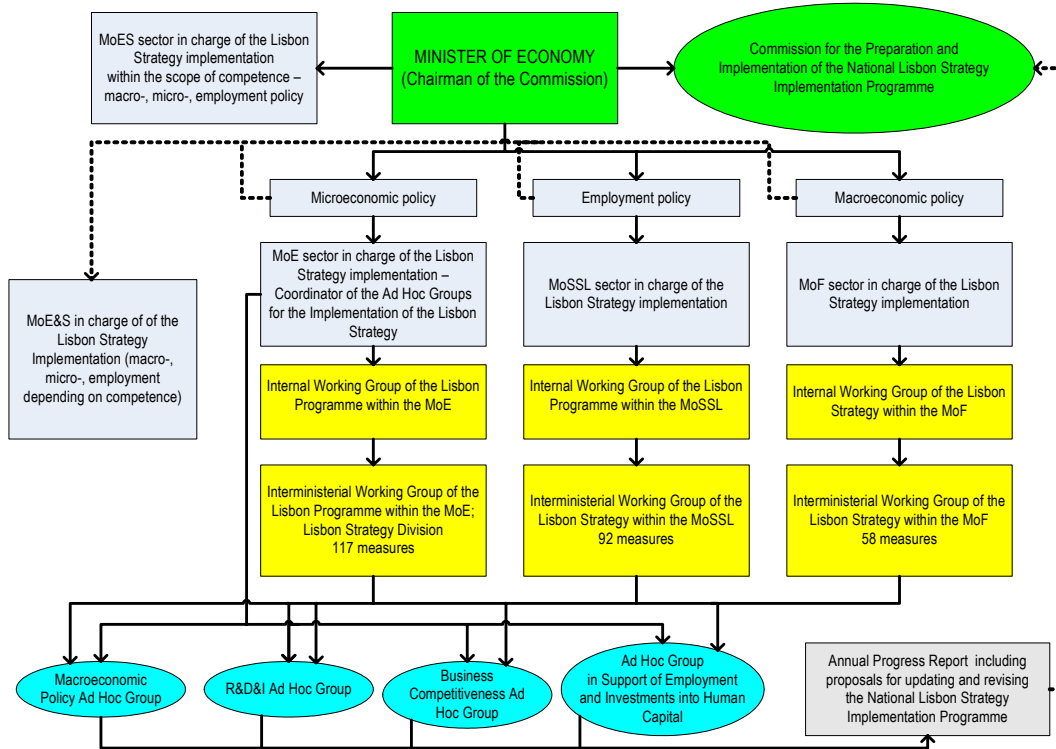 MoES sector in charge of the Lisbon
Strategy implementation
within the scope of competence –
macro-, micro-, employment policy
MINISTER OF ECONOMY
(Chairman of the Commission)
Commission for the Preparation and
Implementation of the National Lisbon Strategy
Implementation Programme
Microeconomic policy
Employment policy
Macroeconomic policy
MoE&S in charge of of the
Lisbon Strategy
Implementation (macro-,
micro-, employment
depending on competence)
MoE sector in charge of the Lisbon
Strategy implementation –
Coordinator of the Ad Hoc Groups
for the Implementation of the Lisbon
Strategy
MoSSL sector in charge of the
Lisbon Strategy implementation
MoF sector in charge of the Lisbon
Strategy implementation
Internal Working Group of the Lisbon
Programme within the MoE
Internal Working Group of the Lisbon
Programme within the MoSSL
Internal Working Group of the Lisbon
Strategy within the MoF
Interministerial Working Group of the
Lisbon Programme within the MoE;
Lisbon Strategy Division
117 measures
Interministerial Working Group of the
Lisbon Strategy within the MoSSL
92 measures
Interministerial Working Group of the
Lisbon Strategy within the MoF
58 measures
Macroeconomic
Policy Ad Hoc Group
R&D&I Ad Hoc Group
Business
Competitiveness Ad
Hoc Group
Ad Hoc Group
in Support of Employment
and Investments into Human
Capital
Annual Progress Report including
proposals for updating and revising
the National Lisbon Strategy
Implementation Programme